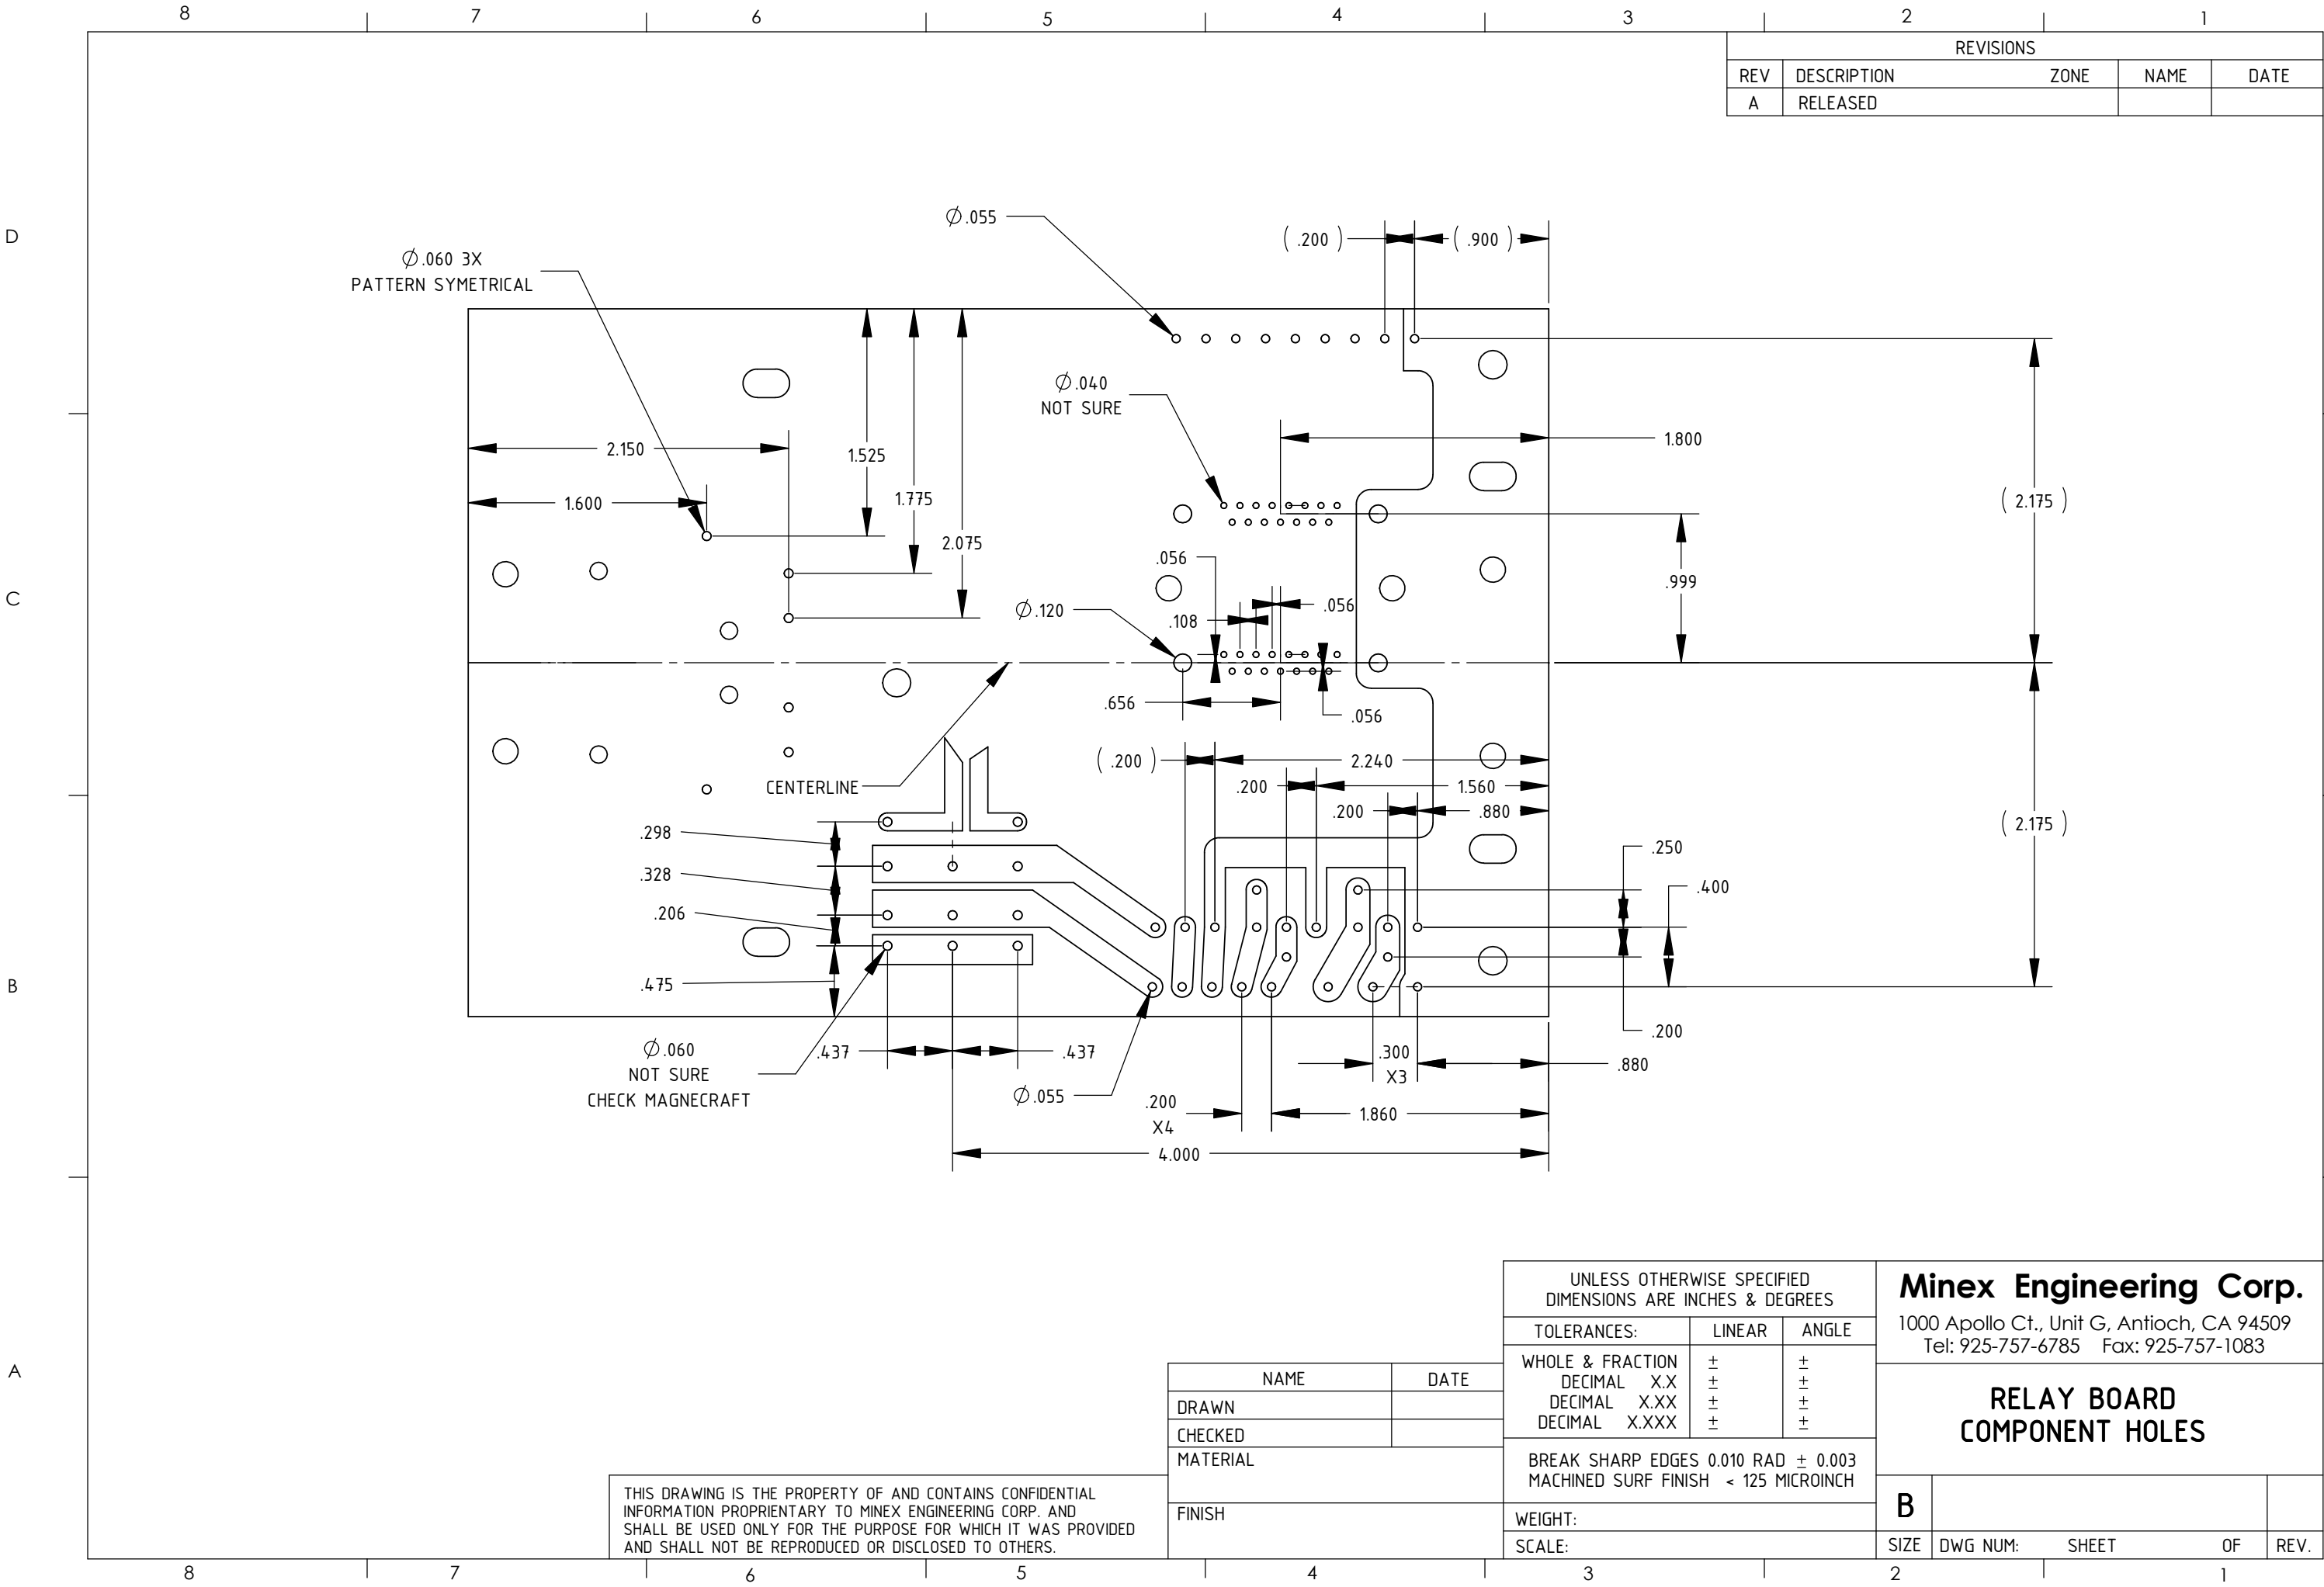 8 7 6 5 4 3 2 1
REVISIONS
REV DESCRIPTION ZONE NAME DATE
A RELEASED
D
C
B
A
Ø.055
( .200 ) ( .900 )
Ø.060 3X
PATTERN SYMETRICAL
Ø.040
NOT SURE
2.150
1.525
1.800
1.600
1.775
( 2.175 )
2.075
.056
.999
Ø.120
.108
.056
.656
.056
( .200 )
2.240
CENTERLINE
.200
1.560
.200
.880
( 2.175 )
.298
.250
.328
.400
.206
.475
.200
Ø.060
NOT SURE
CHECK MAGNECRAFT
.437
.437
.300
X3
.880
Ø.055
.200
X4
1.860
4.000
UNLESS OTHERWISE SPECIFIED
DIMENSIONS ARE INCHES & DEGREES
TOLERANCES: LINEAR ANGLE
WHOLE & FRACTION ± ±
DECIMAL X.X ± ±
DECIMAL X.XX ± ±
DECIMAL X.XXX ± ±
BREAK SHARP EDGES 0.010 RAD ± 0.003
MACHINED SURF FINISH < 125 MICROINCH
WEIGHT:
SCALE:
Minex Engineering Corp.
1000 Apollo Ct., Unit G, Antioch, CA 94509
Tel: 925-757-6785 Fax: 925-757-1083
RELAY BOARD
COMPONENT HOLES
B
SIZE DWG NUM: SHEET OF REV.
NAME DATE
DRAWN
CHECKED
MATERIAL
FINISH
THIS DRAWING IS THE PROPERTY OF AND CONTAINS CONFIDENTIAL
INFORMATION PROPRIENTARY TO MINEX ENGINEERING CORP. AND
SHALL BE USED ONLY FOR THE PURPOSE FOR WHICH IT WAS PROVIDED
AND SHALL NOT BE REPRODUCED OR DISCLOSED TO OTHERS.
8 7 6 5 4 3 2 1